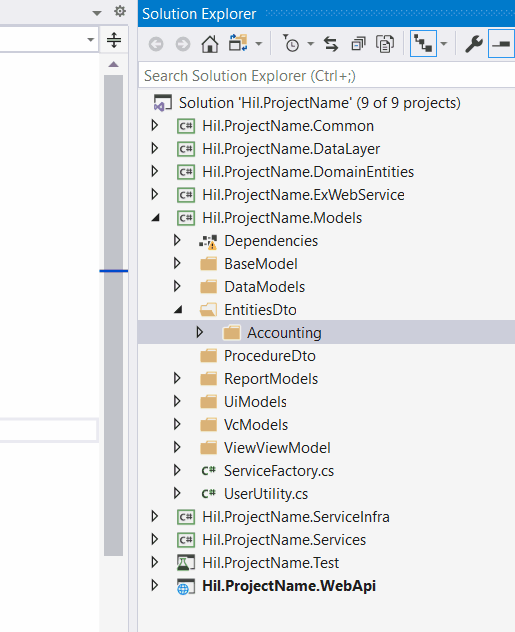 Solution Explorer
Search Solution Explorer (Ctrl+;)
Solution 'Hil.ProjectName' (9 of 9 projects)
C# Hil.ProjectName.Common
C# Hil.ProjectName.DataLayer
C# Hil.ProjectName.DomainEntities
C# Hil.ProjectName.ExWebService
C# Hil.ProjectName.Models
Dependencies
BaseModel
DataModels
EntitiesDto
Accounting
ProcedureDto
ReportModels
UiModels
VcModels
ViewViewModel
C# ServiceFactory.cs
C# UserUtility.cs
C# Hil.ProjectName.ServiceInfra
C# Hil.ProjectName.Services
Hil.ProjectName.Test
Hil.ProjectName.WebApi